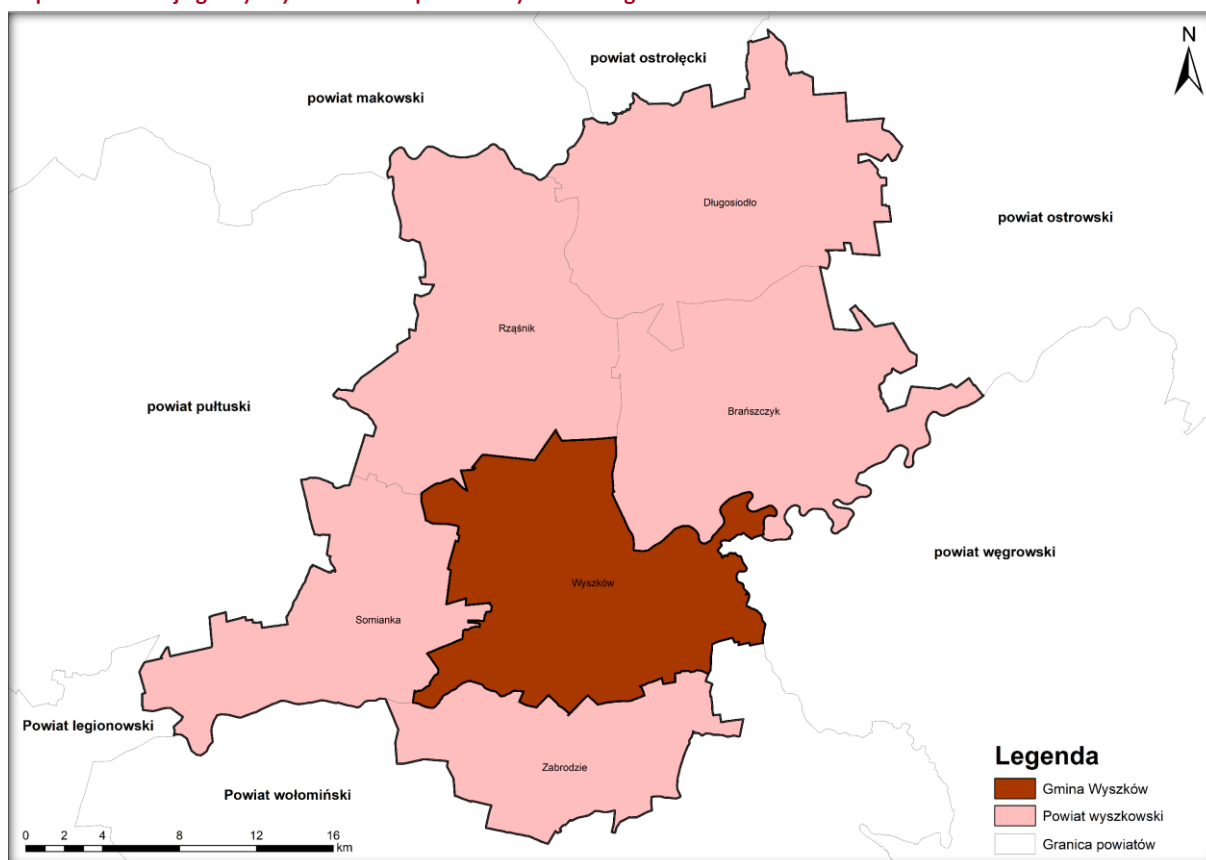 powiat ostrołęcki
N
powiat makowski
Długosiodło
powiat ostrowski
Rząśnik
powiat pułtuski
Brańszczyk
powiat węgrowski
Wyszków
Somianka
Powiat legionowski
Zabrodzie
Powiat wołomiński
Legenda
Gmina Wyszków
Powiat wyszkowski
Granica powiatów
0 2 4 8 12 16
km